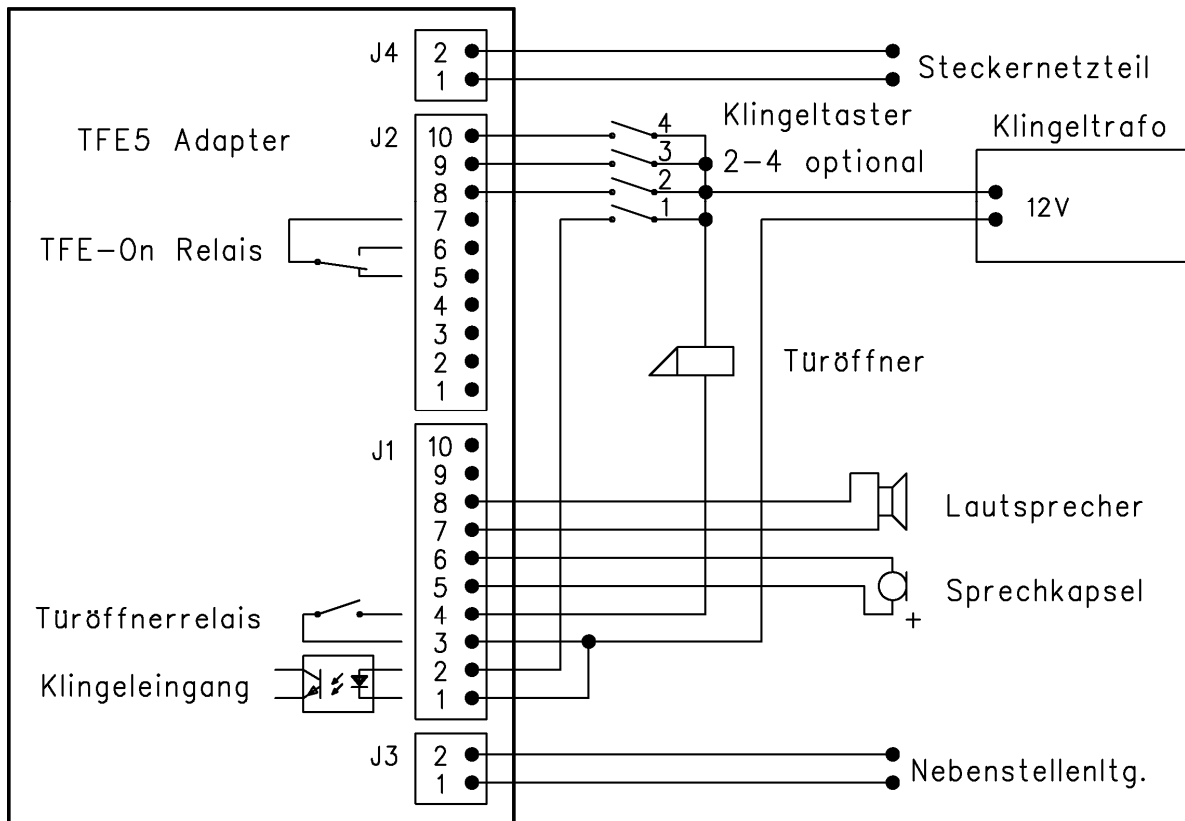 J4
2
1
Steckernetzteil
TFE5 Adapter
J2
10
9
8
7
6
5
4
3
2
1
4
3
2
1
Klingeltaster
2-4 optional
Klingeltrafo
12V
TFE-On Relais
Türöffner
J1
10
9
8
7
6
5
4
3
2
1
Lautsprecher
Sprechkapsel
+
Türöffnerrelais
Klingeleingang
J3
2
1
Nebenstellenltg.